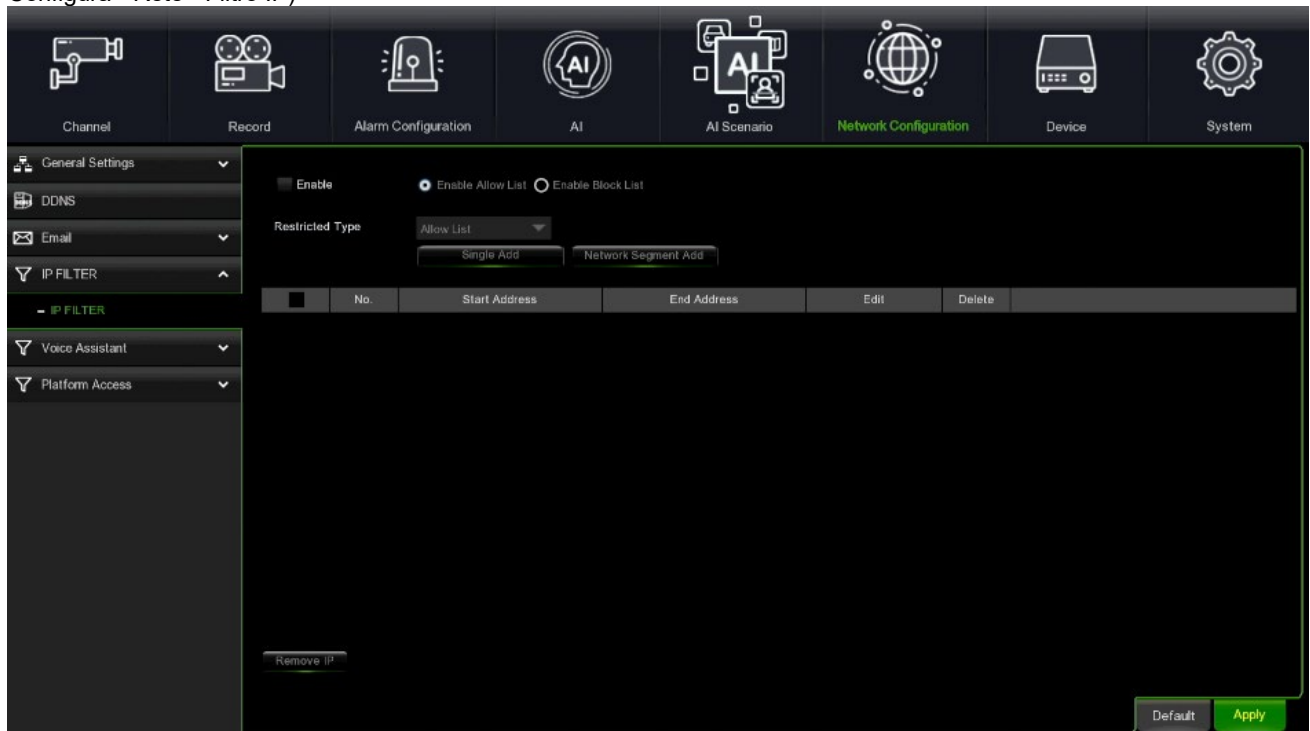 Channel Record Alarm Configuration AI AI Scenario Network Configuration Device System
General Settings
DDNS
Email
IP FILTER
IP FILTER
Voice Assistant
Platform Access
Enable Enable Allow List Enable Block List
Restricted Type Allow List
Single Add Network Segment Add
No. Start Address End Address Edit Delete
Remove IP
Default Apply